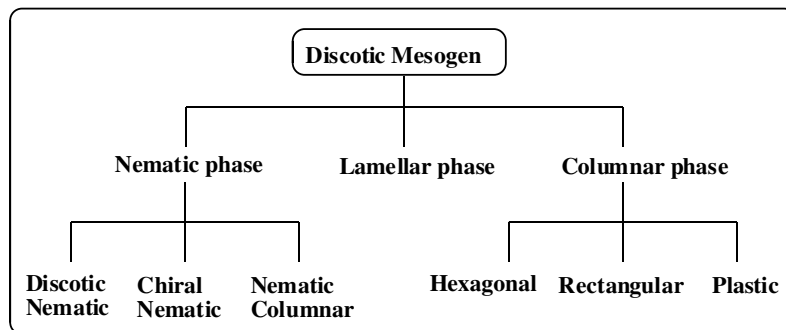 Discotic Mesogen
Nematic phase
Lamellar phase
Columnar phase
Discotic
Nematic
Chiral
Nematic
Nematic
Columnar
Hexagonal
Rectangular
Plastic